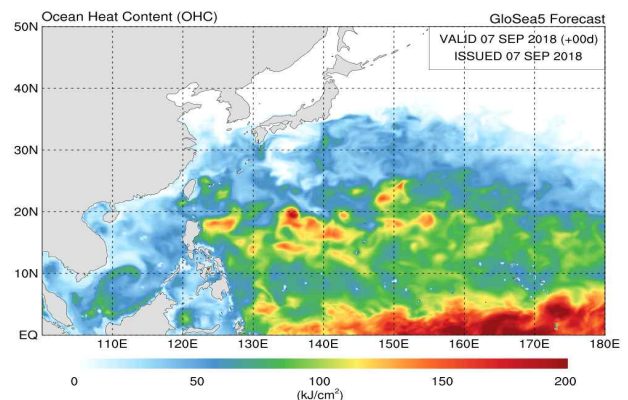 Ocean Heat Content (OHC)
GloSea5 Forecast
VALID 07 SEP 2018 (+00d)
ISSUED 07 SEP 2018
50N
40N
30N
20N
10N
EQ
110E 120E 130E 140E 150E 160E 170E 180E
0 50 100 150 200
(kJ/cm²)